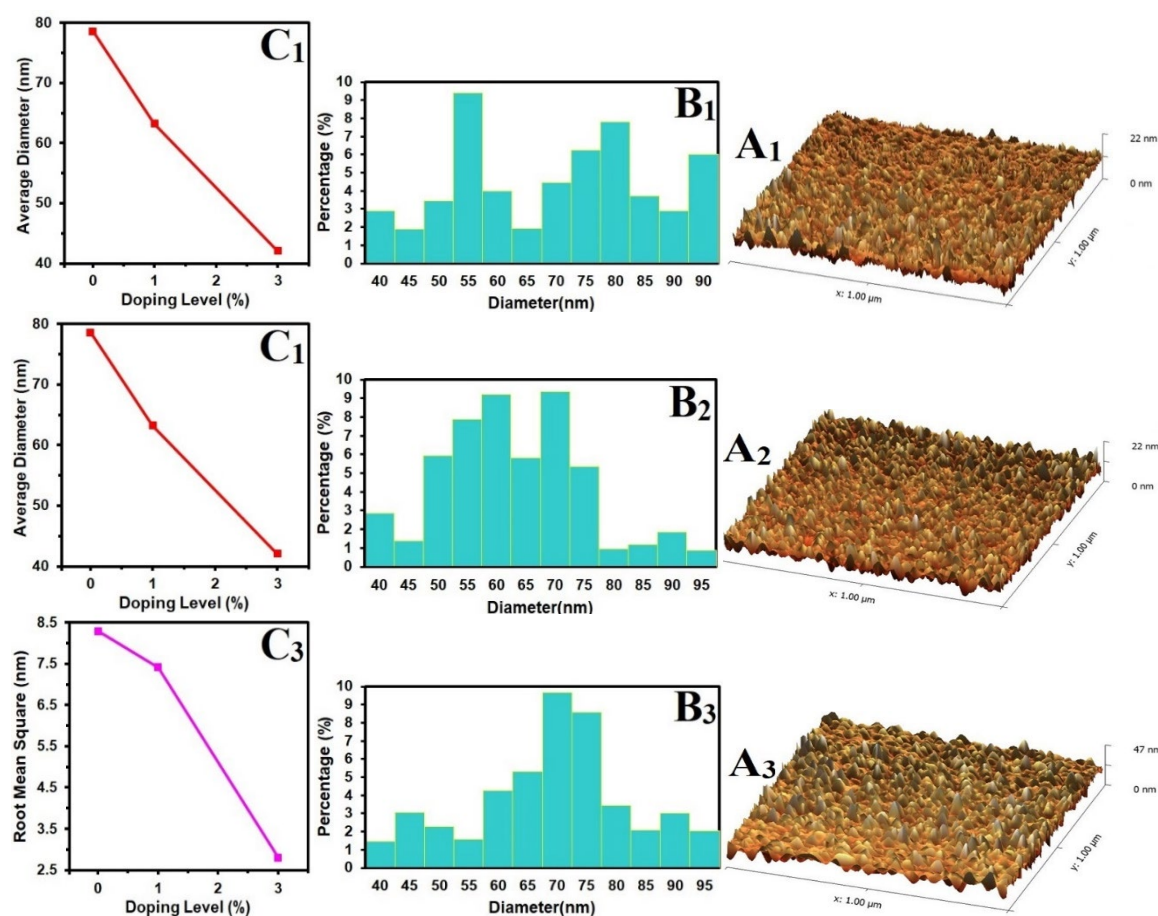 C₁
Average Diameter (nm)
80
70
60
50
40
0 1 2 3
Doping Level (%)
B₁
Percentage (%)
10
9
8
7
6
5
4
3
2
1
0
40 45 50 55 60 65 70 75 80 85 90 90
Diameter(nm)
A₁
22 nm
0 nm
y: 1.00 µm
x: 1.00 µm
C₁
Average Diameter (nm)
80
70
60
50
40
0 1 2 3
Doping Level (%)
B₂
Percentage (%)
10
9
8
7
6
5
4
3
2
1
0
40 45 50 55 60 65 70 75 80 85 90 95
Diameter(nm)
A₂
22 nm
0 nm
y: 1.00 µm
x: 1.00 µm
C₃
Root Mean Square (nm)
8.5
7.5
6.5
5.5
4.5
3.5
2.5
0 1 2 3
Doping Level (%)
B₃
Percentage (%)
10
9
8
7
6
5
4
3
2
1
0
40 45 50 55 60 65 70 75 80 85 90 95
Diameter(nm)
A₃
47 nm
0 nm
y: 1.00 µm
x: 1.00 µm